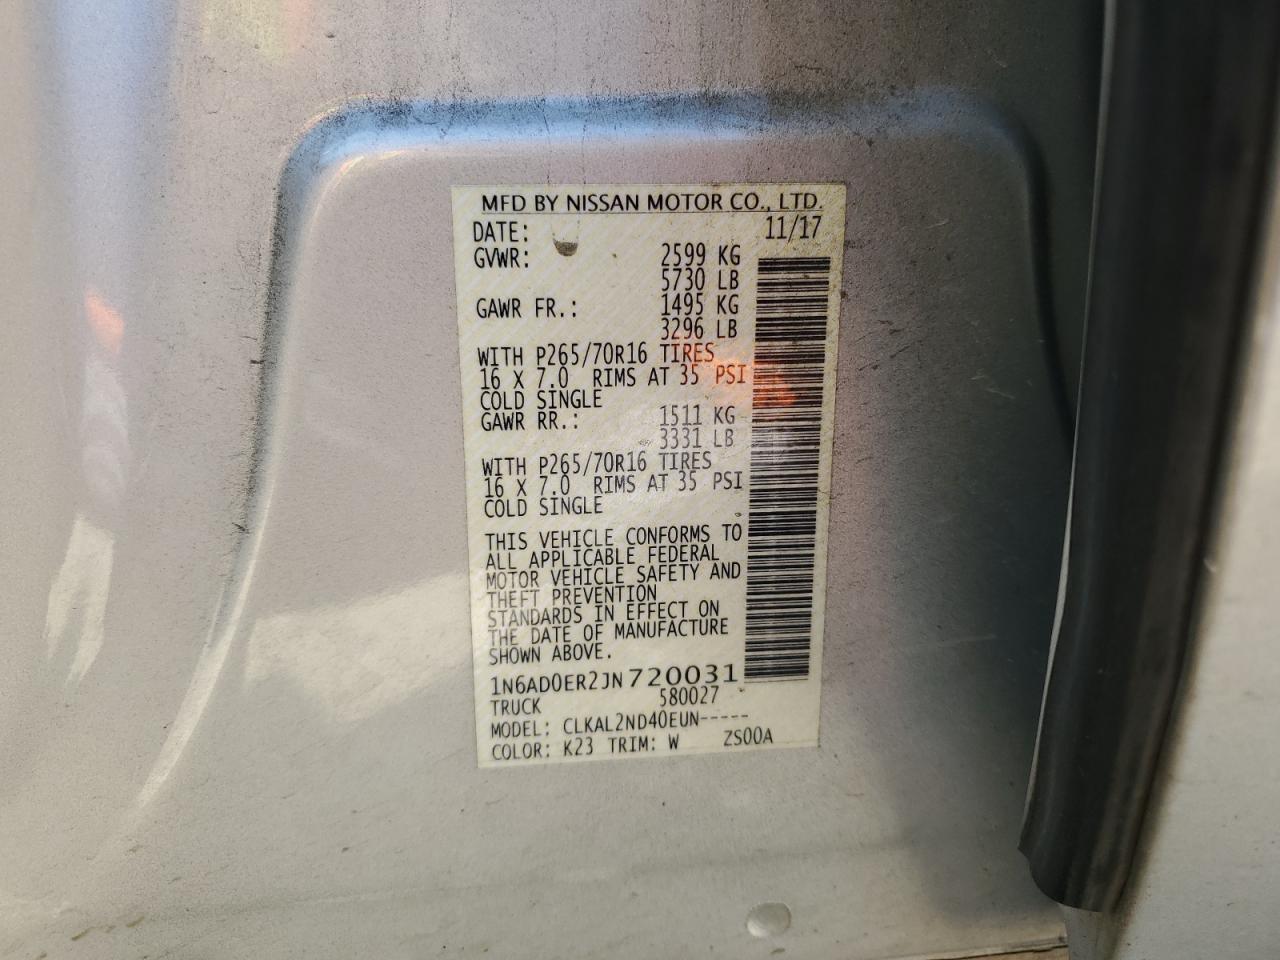 MFD BY NISSAN MOTOR CO., LTD.
DATE: 11/17
GVWR: 2599 KG
5730 LB
GAWR FR.: 1495 KG
3296 LB
WITH P265/70R16 TIRES
16 X 7.0 RIMS AT 35 PSI
COLD SINGLE
GAWR RR.: 1511 KG
3331 LB
WITH P265/70R16 TIRES
16 X 7.0 RIMS AT 35 PSI
COLD SINGLE
THIS VEHICLE CONFORMS TO
ALL APPLICABLE FEDERAL
MOTOR VEHICLE SAFETY AND
THEFT PREVENTION
STANDARDS IN EFFECT ON
THE DATE OF MANUFACTURE
SHOWN ABOVE.
1N6AD0ER2JN720031
TRUCK 580027
MODEL: CLKAL2ND40EUN-----
COLOR: K23 TRIM: W ZS00A